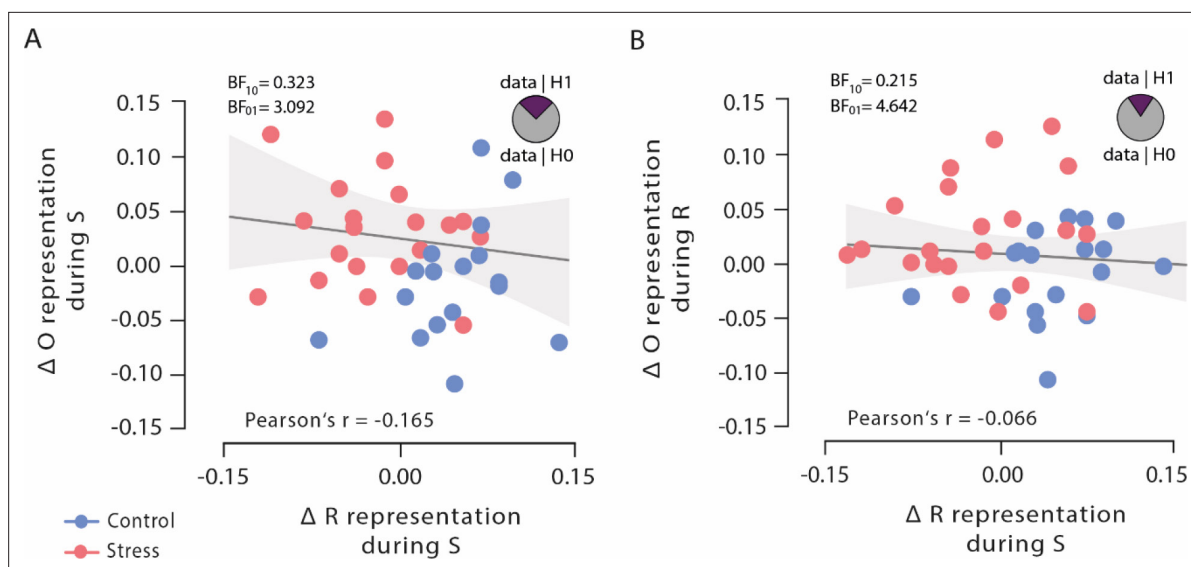 A
BF10 = 0.323
BF01 = 3.092
data | H1
data | H0
0.15
0.10
0.05
0.00
-0.05
-0.10
-0.15
Δ O representation
during S
Pearson‘s r = -0.165
-0.15
0.00
0.15
Δ R representation
during S
Control
Stress
B
BF10 = 0.215
BF01 = 4.642
data | H1
data | H0
0.15
0.10
0.05
0.00
-0.05
-0.10
-0.15
Δ O representation
during R
Pearson‘s r = -0.066
-0.15
0.00
0.15
Δ R representation
during S